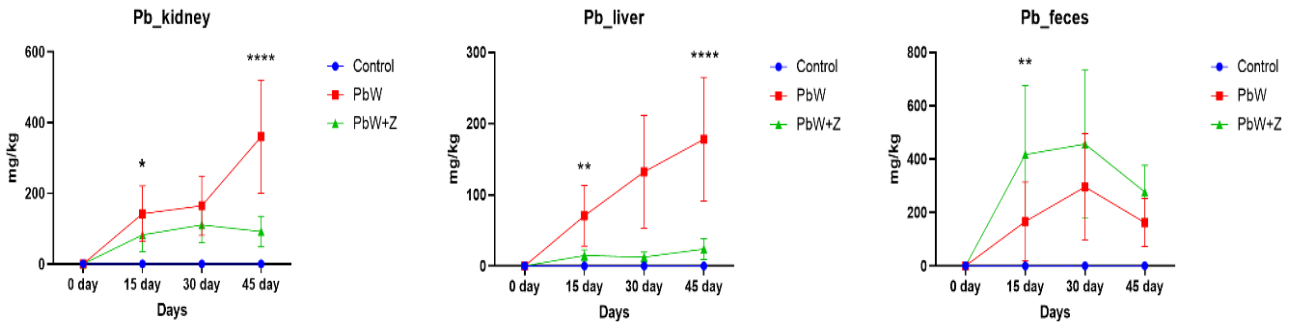 Pb_kidney
600
400
200
0
mg/kg
*
****
0 day 15 day 30 day 45 day
Days
Control
PbW
PbW+Z
Pb_liver
300
200
100
0
mg/kg
**
****
0 day 15 day 30 day 45 day
Days
Control
PbW
PbW+Z
Pb_feces
800
600
400
200
0
mg/kg
**
0 day 15 day 30 day 45 day
Days
Control
PbW
PbW+Z